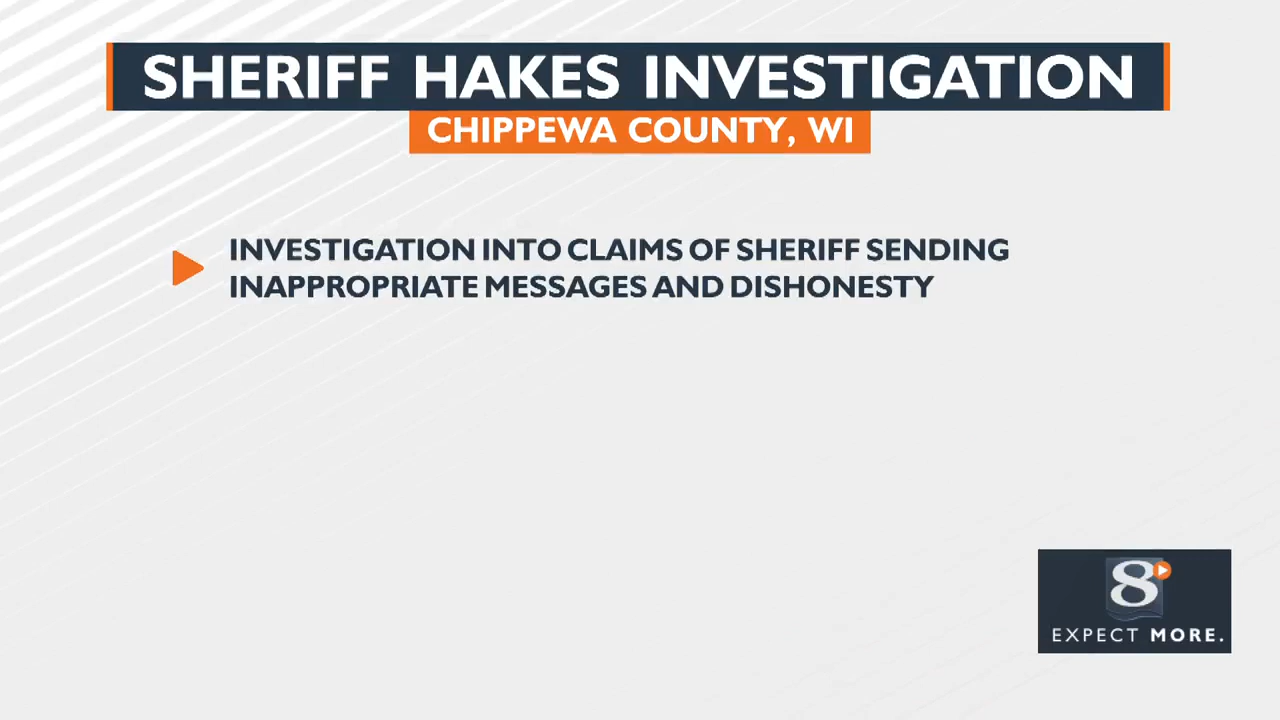 SHERIFF HAKES INVESTIGATION
CHIPPEWA COUNTY, WI
INVESTIGATION INTO CLAIMS OF SHERIFF SENDING
INAPPROPRIATE MESSAGES AND DISHONESTY
8
EXPECT MORE.